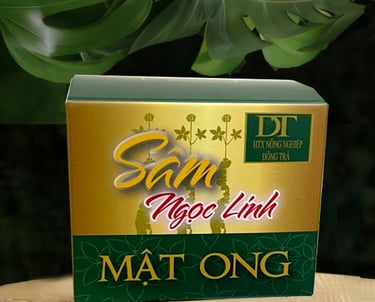 DT
HTX NÔNG NGHIỆP
ĐÔNG TRÀ
Sâm
Ngọc Linh
MẬT ONG